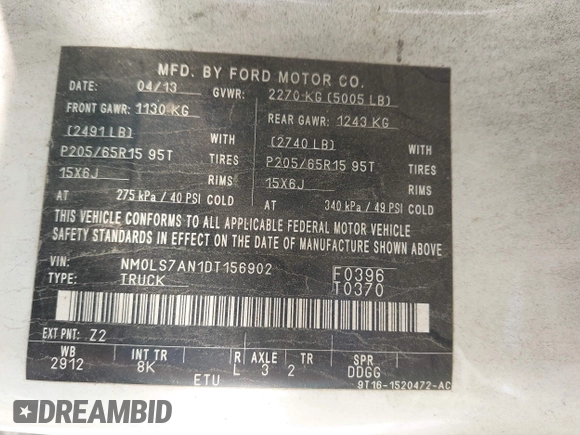 MFD. BY FORD MOTOR CO.
DATE: 04/13 GVWR: 2270 KG (5005 LB)
FRONT GAWR: 1130 KG REAR GAWR: 1243 KG
(2491 LB) WITH (2740 LB) WITH
P205/65R15 95T TIRES P205/65R15 95T TIRES
15X6J RIMS 15X6J RIMS
AT 275 kPa / 40 PSI COLD AT 340 kPa / 49 PSI COLD
THIS VEHICLE CONFORMS TO ALL APPLICABLE FEDERAL MOTOR VEHICLE
SAFETY STANDARDS IN EFFECT ON THE DATE OF MANUFACTURE SHOWN ABOVE.
VIN: NM0LS7AN1DT156902 F0396
TYPE: TRUCK T0370
EXT PNT: Z2
WB INT TR R AXLE TR SPR
2912 8K L 3 2 DDGG
ETU 9T16-1520472-AC
DREAMBID